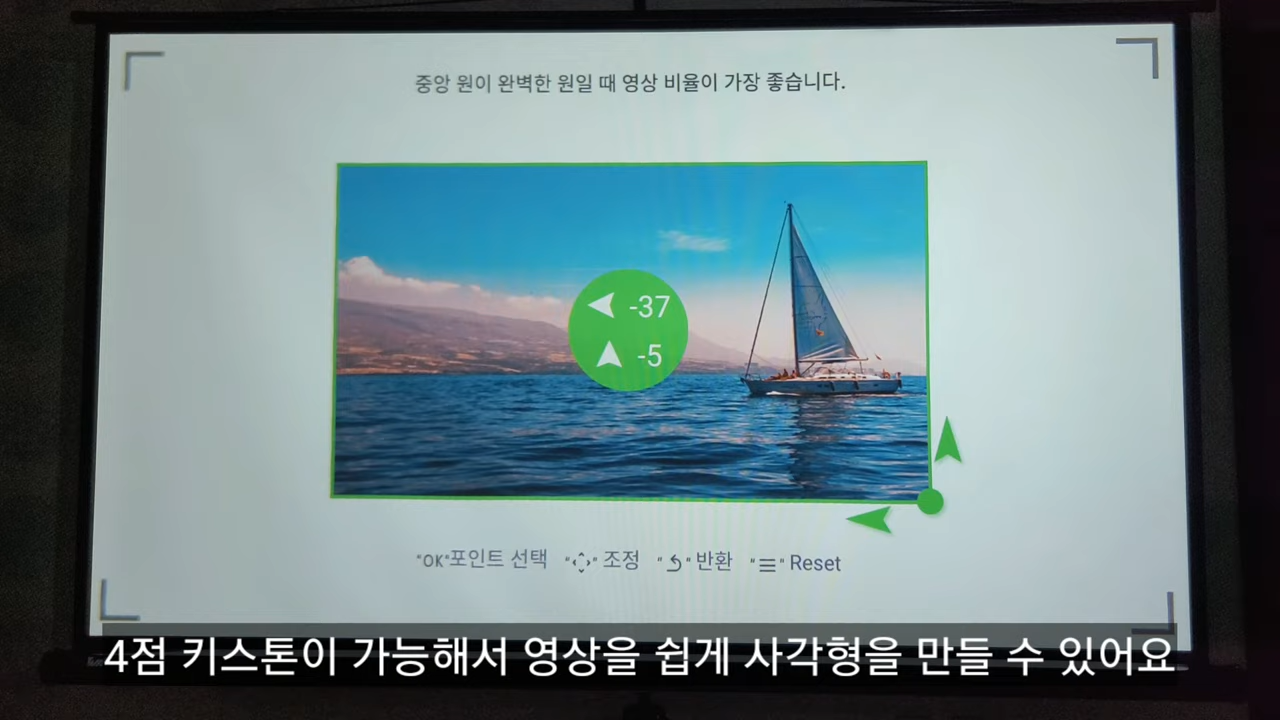 중앙 원이 완벽한 원일 때 영상 비율이 가장 좋습니다.
-37
-5
"OK"포인트 선택 " " 조정 " " 반환 " " Reset
4점 키스톤이 가능해서 영상을 쉽게 사각형을 만들 수 있어요